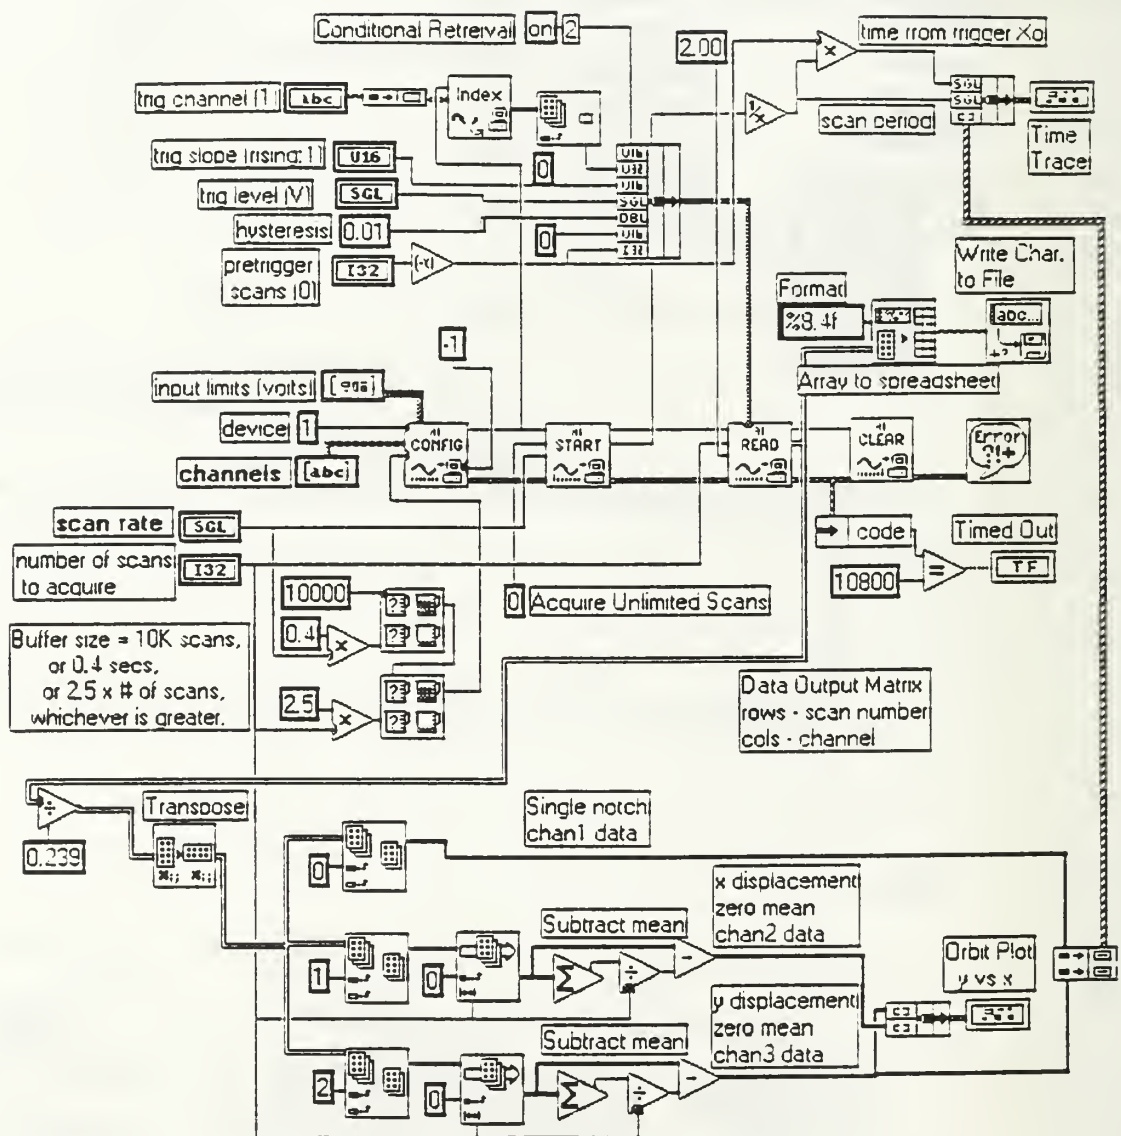 Conditional Retreival on 2
2.00
time from trigger Xo
trig channel (1) abc
Index
1/x
x
SGL
SGL
scan period
Time
Trace
trig slope (rising:1) U16
0
U16
U32
U16
SGL
DBL
U16
I32
trig level (V) SGL
hysteresis 0.01
0
pretrigger
scans (0) I32
(-x)
Write Char.
to File
Format
%8.4f
abc...
Array to spreadsheet
-1
input limits (volts)
device 1
channels [abc]
AI
CONFIG
AI
START
AI
READ
AI
CLEAR
Error
?!+
scan rate SGL
number of scans
to acquire I32
code
Timed Out
10800
=
TF
10000
0 Acquire Unlimited Scans
0.4
x
Buffer size = 10K scans,
or 0.4 secs,
or 2.5 x # of scans,
whichever is greater.
2.5
x
Data Output Matrix
rows - scan number
cols - channel
÷
0.239
Transpose
Single notch
chan1 data
0
x displacement
zero mean
chan2 data
Subtract mean
1
0
Σ
÷
-
Orbit Plot
y vs x
y displacement
zero mean
chan3 data
Subtract mean
2
0
Σ
÷
-